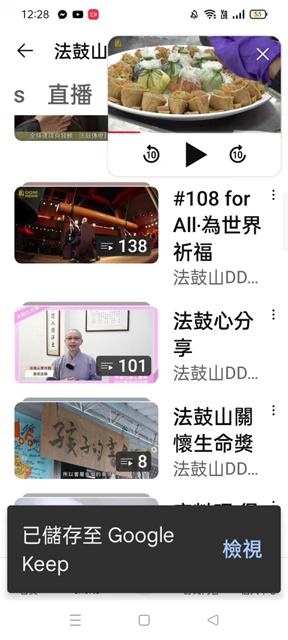 12:28
55
法鼓山
s 直播
10
10
#108 for
All·為世界
祈福
法鼓山DD...
138
法鼓心分
享
法鼓山DD...
101
法鼓山關
懷生命獎
法鼓山DD...
8
已儲存至 Google
Keep
檢視